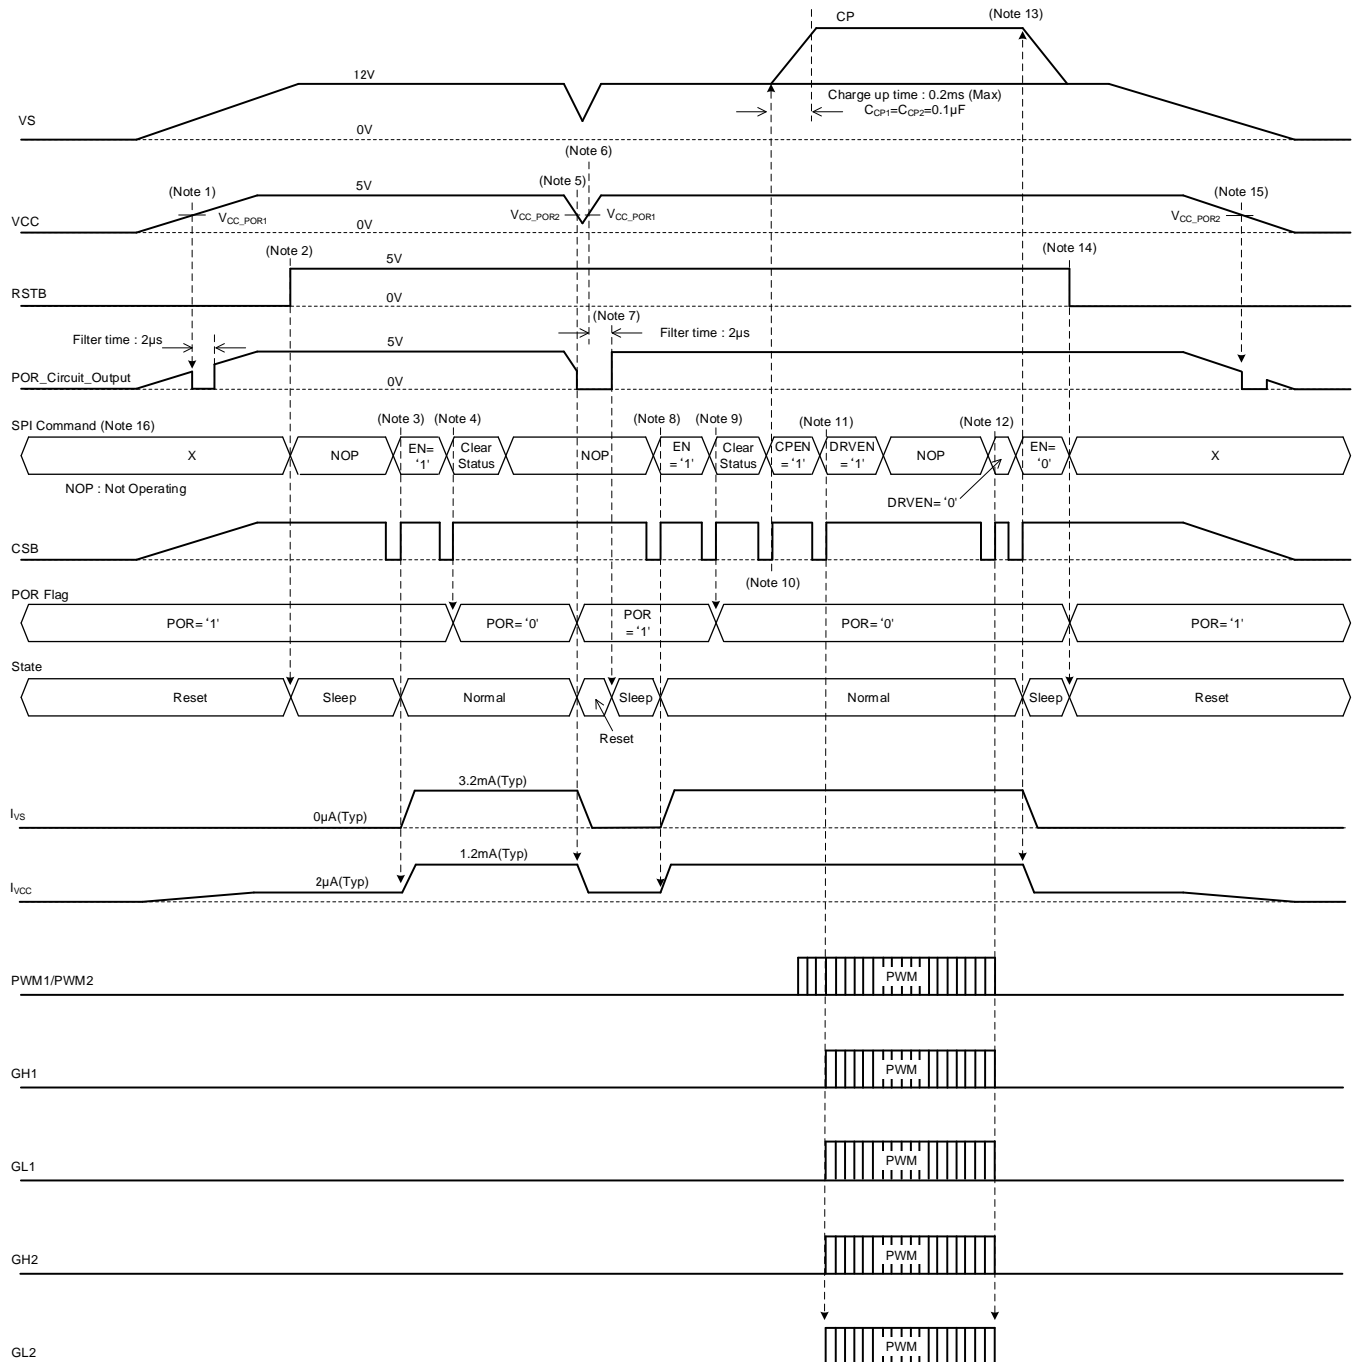 CP
(Note 13)
12V
Charge up time : 0.2ms (Max)
CCP1=CCP2=0.1µF
VS
0V
(Note 6)
(Note 1)
5V
(Note 5)
(Note 15)
VCC_POR1
VCC_POR2
VCC_POR1
VCC_POR2
VCC
0V
(Note 2)
(Note 14)
5V
RSTB
0V
(Note 7)
Filter time : 2µs
5V
Filter time : 2µs
POR_Circuit_Output
0V
SPI Command (Note 16)
(Note 3)
(Note 4)
(Note 8)
(Note 9)
(Note 11)
(Note 12)
X
NOP
EN=
‘1’
Clear
Status
NOP
EN
=‘1’
Clear
Status
CPEN
=‘1’
DRVEN
=‘1’
NOP
EN=
‘0’
X
NOP : Not Operating
DRVEN= ‘0’
CSB
(Note 10)
POR Flag
POR= ‘1’
POR= ‘0’
POR
= ‘1’
POR= ‘0’
POR= ‘1’
State
Reset
Sleep
Normal
Sleep
Normal
Sleep
Reset
Reset
3.2mA(Typ)
IVS
0µA(Typ)
1.2mA(Typ)
IVCC
2µA(Typ)
PWM1/PWM2
PWM
GH1
PWM
GL1
PWM
GH2
PWM
GL2
PWM